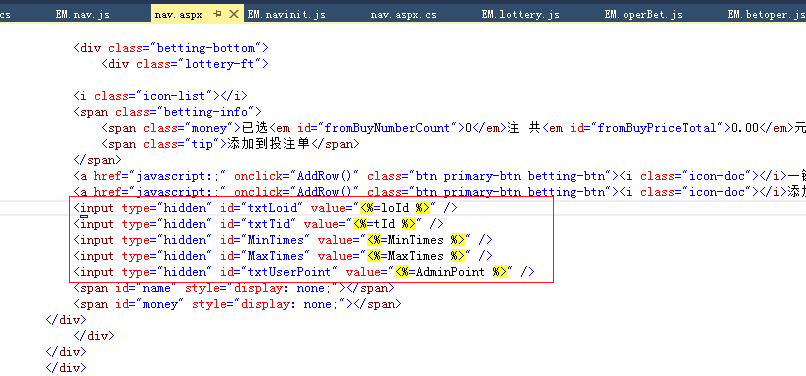 cs EM.nav.js nav.aspx EM.navinit.js nav.aspx.cs EM.lottery.js EM.operBet.js EM.betoper.js
<div class="betting-bottom">
<div class="lottery-ft">
<i class="icon-list"></i>
<span class="betting-info">
<span class="money">已选<em id="fromBuyNumberCount">0</em>注 共<em id="fromBuyPriceTotal">0.00</em>元
<span class="tip">添加到投注单</span>
</span>
<a href="javascript:;" onclick="AddRow()" class="btn primary-btn betting-btn"><i class="icon-doc"></i>一键
<a href="javascript:;" onclick="AddRow()" class="btn primary-btn betting-btn"><i class="icon-doc"></i>添加
<input type="hidden" id="txtLoid" value="<%=loId %>" />
<input type="hidden" id="txtTid" value="<%=tId %>" />
<input type="hidden" id="MinTimes" value="<%=MinTimes %>" />
<input type="hidden" id="MaxTimes" value="<%=MaxTimes %>" />
<input type="hidden" id="txtUserPoint" value="<%=AdminPoint %>" />
<span id="name" style="display: none;"></span>
<span id="money" style="display: none;"></span>
</div>
</div>
</div>
</div>